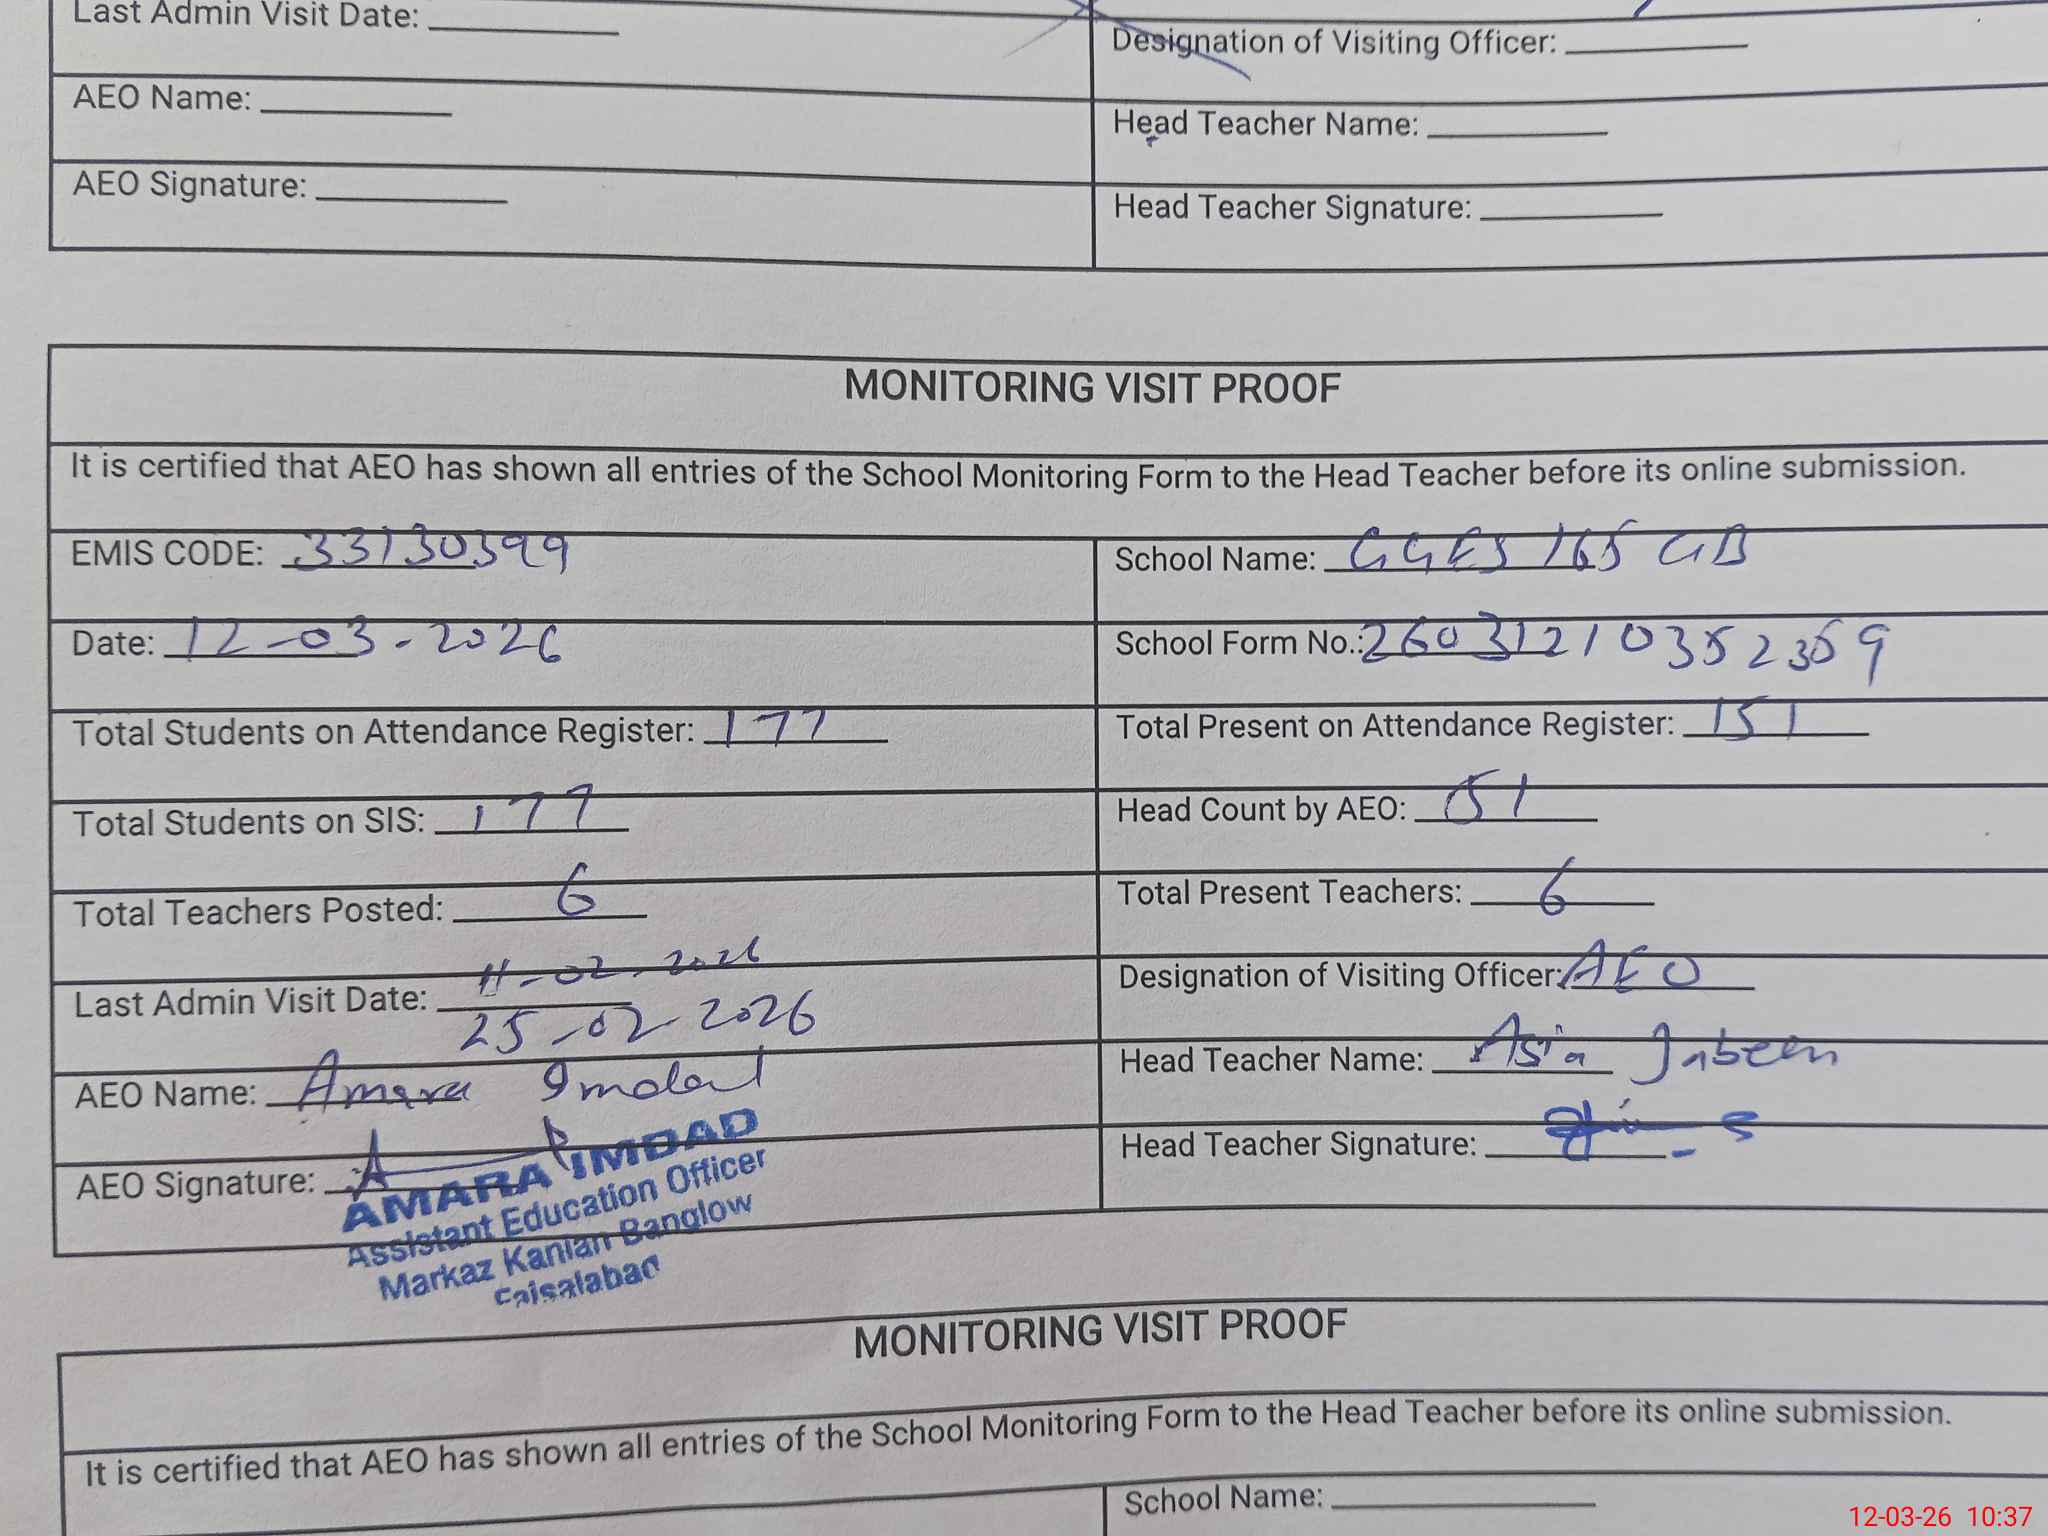 Last Admin Visit Date:
Designation of Visiting Officer:
AEO Name:
Head Teacher Name:
AEO Signature:
Head Teacher Signature:
MONITORING VISIT PROOF
It is certified that AEO has shown all entries of the School Monitoring Form to the Head Teacher before its online submission.
EMIS CODE: 33130399
School Name: GGES 165 GB
Date: 12-03-2026
School Form No.: 26031210352359
Total Students on Attendance Register: 177
Total Present on Attendance Register: 151
Total Students on SIS: 177
Head Count by AEO: 151
Total Teachers Posted: 6
Total Present Teachers: 6
Last Admin Visit Date: 11-02-2026
25-02-2026
Designation of Visiting Officer: AEO
AEO Name: Amara Imdad
Head Teacher Name: Asia Jabeen
AEO Signature:
Head Teacher Signature:
AMARA IMDAD
Assistant Education Officer
Markaz Kanian Banglow
Faisalabad
MONITORING VISIT PROOF
It is certified that AEO has shown all entries of the School Monitoring Form to the Head Teacher before its online submission.
School Name:
12-03-26 10:37